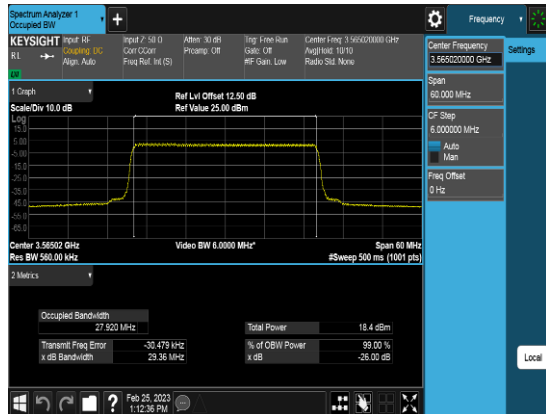 Spectrum Analyzer 1
Occupied BW
+
Frequency
KEYSIGHT
Input: RF
Input Z: 50 Ω
Atten: 30 dB
Trig: Free Run
Center Freq: 3.565020000 GHz
RL
Coupling: DC
Corr CCorr
Preamp: Off
Gate: Off
Avg|Hold: 10/10
Align: Auto
Freq Ref: Int (S)
#IF Gain: Low
Radio Std: None
Center Frequency
3.565020000 GHz
Settings
Span
60.000 MHz
CF Step
6.000000 MHz
Auto
Man
Freq Offset
0 Hz
Local
1 Graph
Ref Lvl Offset 12.50 dB
Scale/Div 10.0 dB
Ref Value 25.00 dBm
Log
15.0
5.00
-5.00
-15.0
-25.0
-35.0
-45.0
-55.0
-65.0
Center 3.56502 GHz
Video BW 6.0000 MHz*
Span 60 MHz
Res BW 560.00 kHz
#Sweep 500 ms (1001 pts)
2 Metrics
Occupied Bandwidth
27.920 MHz
Total Power
18.4 dBm
Transmit Freq Error
-30.479 kHz
% of OBW Power
99.00 %
x dB Bandwidth
29.36 MHz
x dB
-26.00 dB
?
Feb 25, 2023
1:12:36 PM